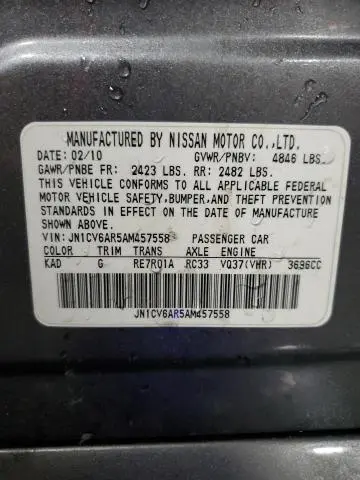 MANUFACTURED BY NISSAN MOTOR CO.,LTD.
DATE: 02/10 GVWR/PNBV: 4846 LBS.
GAWR/PNBE FR: 2423 LBS. RR: 2482 LBS.
THIS VEHICLE CONFORMS TO ALL APPLICABLE FEDERAL
MOTOR VEHICLE SAFETY,BUMPER,AND THEFT PREVENTION
STANDARDS IN EFFECT ON THE DATE OF MANUFACTURE
SHOWN ABOVE.
VIN: JN1CV6AR5AM457558 PASSENGER CAR
COLOR TRIM TRANS AXLE ENGINE
KAD G RE7R01A RC33 VQ37(VHR) 3696CC
JN1CV6AR5AM457558